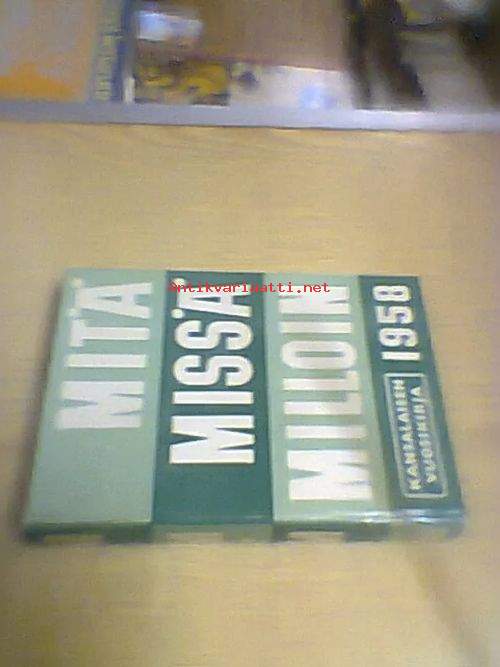 MITÄ
MISSÄ
MILLOIN
1958
KANSALAISEN
VUOSIKIRJA
Antikvariaatti.net